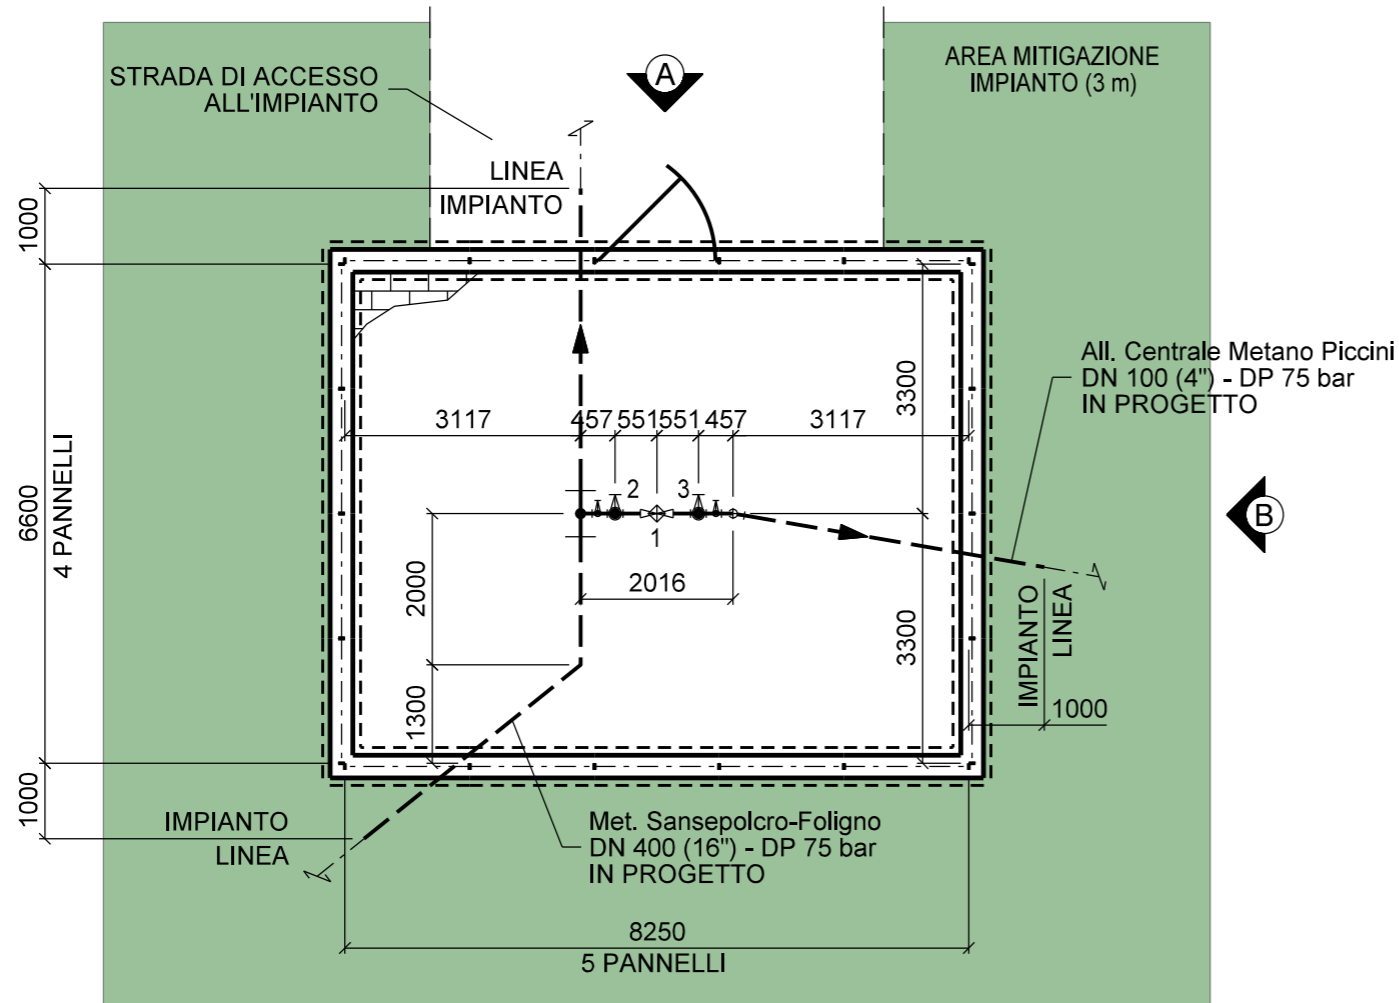 STRADA DI ACCESSO
ALL'IMPIANTO
A
AREA MITIGAZIONE
IMPIANTO (3 m)
LINEA
IMPIANTO
1000
6600
4 PANNELLI
1000
3117
457
551
551
457
3117
3300
3300
2
3
1
2016
2000
1300
All. Centrale Metano Piccini
DN 100 (4") - DP 75 bar
IN PROGETTO
B
IMPIANTO
LINEA
1000
IMPIANTO
LINEA
Met. Sansepolcro-Foligno
DN 400 (16") - DP 75 bar
IN PROGETTO
8250
5 PANNELLI